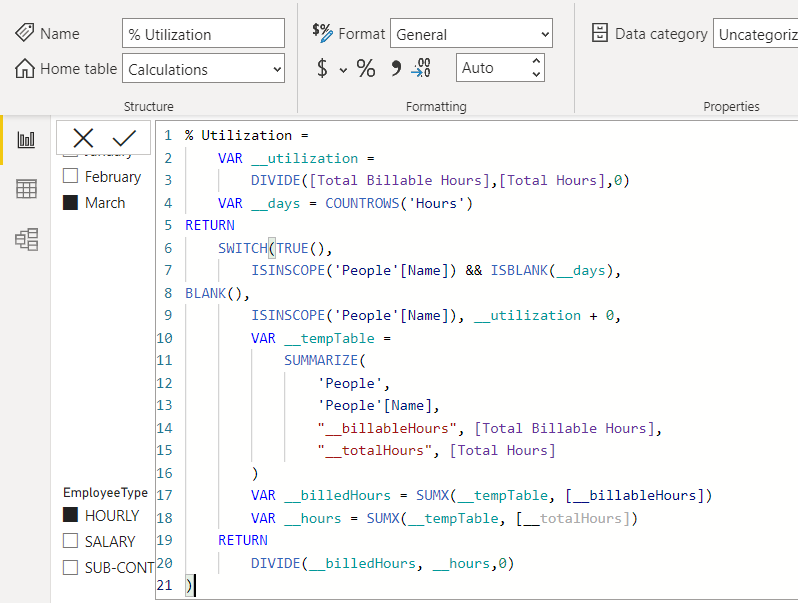 Name
% Utilization
Format
General
Data category
Uncategoriz
Home table
Calculations
$
%
Auto
Structure
Formatting
Properties
February
March
EmployeeType
HOURLY
SALARY
SUB-CONT
1 % Utilization =
2 VAR __utilization =
3 DIVIDE([Total Billable Hours],[Total Hours],0)
4 VAR __days = COUNTROWS('Hours')
5 RETURN
6 SWITCH(TRUE(),
7 ISINSCOPE('People'[Name]) && ISBLANK(__days),
8 BLANK(),
9 ISINSCOPE('People'[Name]), __utilization + 0,
10 VAR __tempTable =
11 SUMMARIZE(
12 'People',
13 'People'[Name],
14 "__billableHours", [Total Billable Hours],
15 "__totalHours", [Total Hours]
16 )
17 VAR __billedHours = SUMX(__tempTable, [__billableHours])
18 VAR __hours = SUMX(__tempTable, [__totalHours])
19 RETURN
20 DIVIDE(__billedHours, __hours,0)
21 )